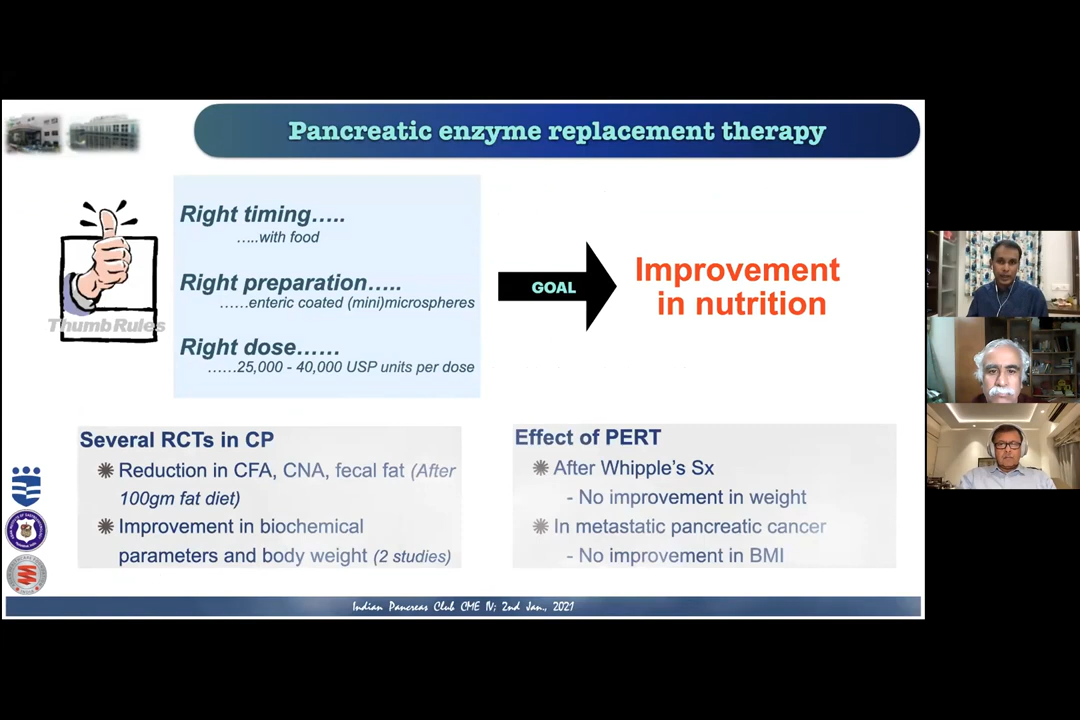 Pancreatic enzyme replacement therapy
Right timing…..
…..with food
Right preparation…..
……enteric coated (mini)microspheres
Right dose……
……25,000 - 40,000 USP units per dose
Thumb Rules
GOAL
Improvement
in nutrition
Several RCTs in CP
Reduction in CFA, CNA, fecal fat (After
100gm fat diet)
Improvement in biochemical
parameters and body weight (2 studies)
Effect of PERT
After Whipple's Sx
- No improvement in weight
In metastatic pancreatic cancer
- No improvement in BMI
Indian Pancreas Club CME IV; 2nd Jan., 2021